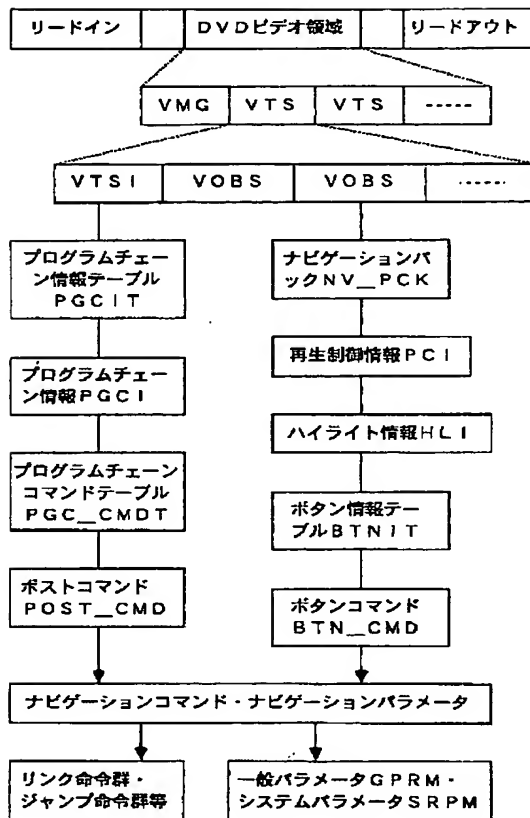 リードイン
DVDビデオ領域
リードアウト
VMG
VTS
VTS
-----
VTSI
VOBS
VOBS
------
プログラムチェー
ン情報テーブル
PGCIT
ナビゲーションパ
ックNV__PCK
プログラムチェー
ン情報PGCI
再生制御情報PCI
ハイライト情報HLI
プログラムチェーン
コマンドテーブル
PGC__CMDT
ボタン情報テー
ブルBTNIT
ポストコマンド
POST__CMD
ボタンコマンド
BTN__CMD
ナビゲーションコマンド・ナビゲーションパラメータ
リンク命令群・
ジャンプ命令群等
一般パラメータGPRM・
システムパラメータSRPM